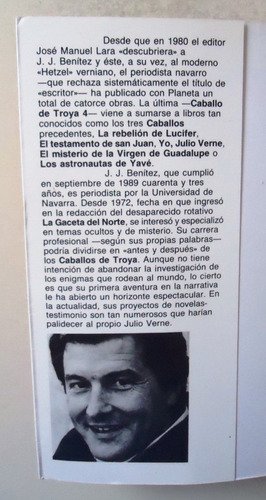 Desde que en 1980 el editor
José Manuel Lara «descubriera» a
J. J. Benítez y éste, a su vez, al moderno
«Hetzel» verniano, el periodista navarro
—que rechaza sistemáticamente el título de
«escritor»— ha publicado con Planeta un
total de catorce obras. La última —Caballo
de Troya 4— viene a sumarse a libros tan
conocidos como los tres Caballos
precedentes, La rebelión de Lucifer,
El testamento de san Juan, Yo, Julio Verne,
El misterio de la Virgen de Guadalupe o
Los astronautas de Yavé.
J. J. Benítez, que cumplió
en septiembre de 1989 cuarenta y tres
años, es periodista por la Universidad de
Navarra. Desde 1972, fecha en que ingresó
en la redacción del desaparecido rotativo
La Gaceta del Norte, se interesó y especializó
en temas ocultos y de misterio. Su carrera
profesional —según sus propias palabras—
podría dividirse en «antes y después» de
los Caballos de Troya. Aunque no tiene
intención de abandonar la investigación de
los enigmas que rodean al mundo, lo cierto
es que su primera aventura en la narrativa
le ha abierto un horizonte espectacular. En
la actualidad, sus proyectos de novelas-
testimonio son tan numerosos que harían
palidecer al propio Julio Verne.